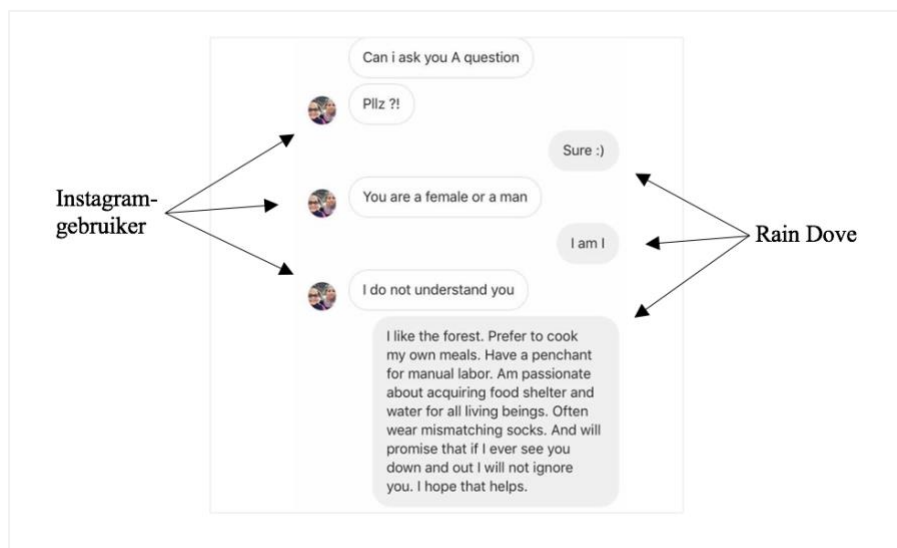 Can i ask you A question
Pllz ?!
Sure :)
Instagram-
gebruiker
You are a female or a man
Rain Dove
I am I
I do not understand you
I like the forest. Prefer to cook
my own meals. Have a penchant
for manual labor. Am passionate
about acquiring food shelter and
water for all living beings. Often
wear mismatching socks. And will
promise that if I ever see you
down and out I will not ignore
you. I hope that helps.